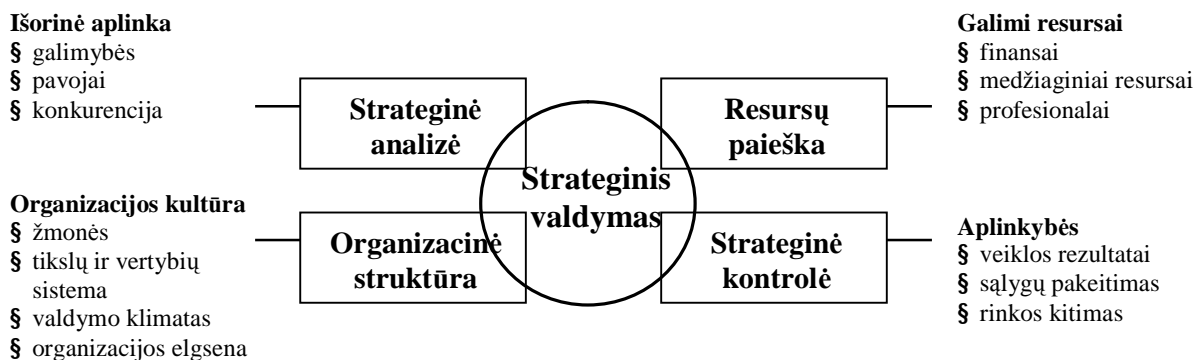 Išorinė aplinka
§ galimybės
§ pavojai
§ konkurencija
Strateginė
analizė
Resursų
paieška
Galimi resursai
§ finansai
§ medžiaginiai resursai
§ profesionalai
Strateginis
valdymas
Organizacijos kultūra
§ žmonės
§ tikslų ir vertybių
sistema
§ valdymo klimatas
§ organizacijos elgsena
Organizacinė
struktūra
Strateginė
kontrolė
Aplinkybės
§ veiklos rezultatai
§ sąlygų pakeitimas
§ rinkos kitimas